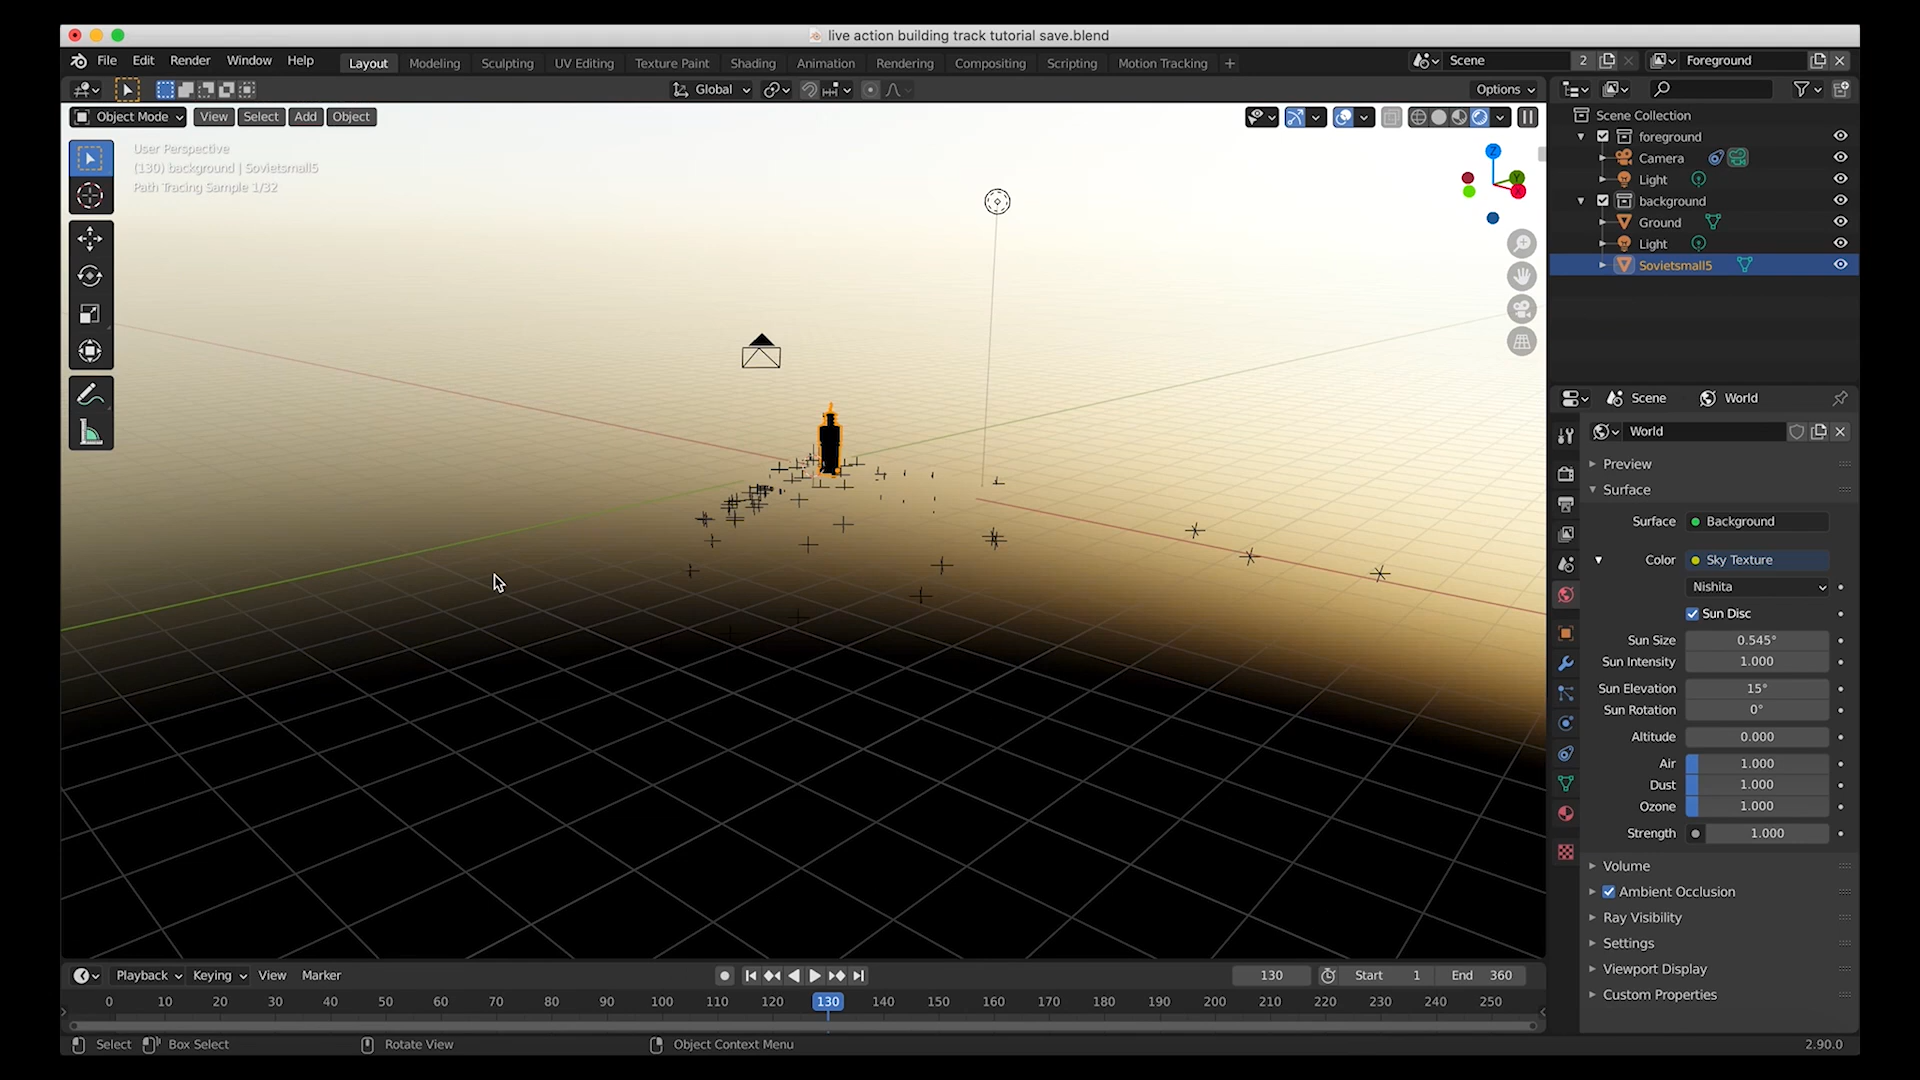 live action building track tutorial save.blend
File Edit Render Window Help Layout Modeling Sculpting UV Editing Texture Paint Shading Animation Rendering Compositing Scripting Motion Tracking + Scene 2 Foreground
Global Options
Object Mode View Select Add Object
User Perspective
(130) background | Sovietsmall5
Path Tracing Sample 1/32
Z
Y
X
Scene Collection
foreground
Camera
Light
background
Ground
Light
Sovietsmall5
Scene World
World
Preview
Surface
Surface Background
Color Sky Texture
Nishita
Sun Disc
Sun Size 0.545°
Sun Intensity 1.000
Sun Elevation 15°
Sun Rotation 0°
Altitude 0.000
Air 1.000
Dust 1.000
Ozone 1.000
Strength 1.000
Volume
Ambient Occlusion
Ray Visibility
Settings
Viewport Display
Custom Properties
Playback Keying View Marker 130 Start 1 End 360
0 10 20 30 40 50 60 70 80 90 100 110 120 130 140 150 160 170 180 190 200 210 220 230 240 250
Select Box Select Rotate View Object Context Menu 2.90.0